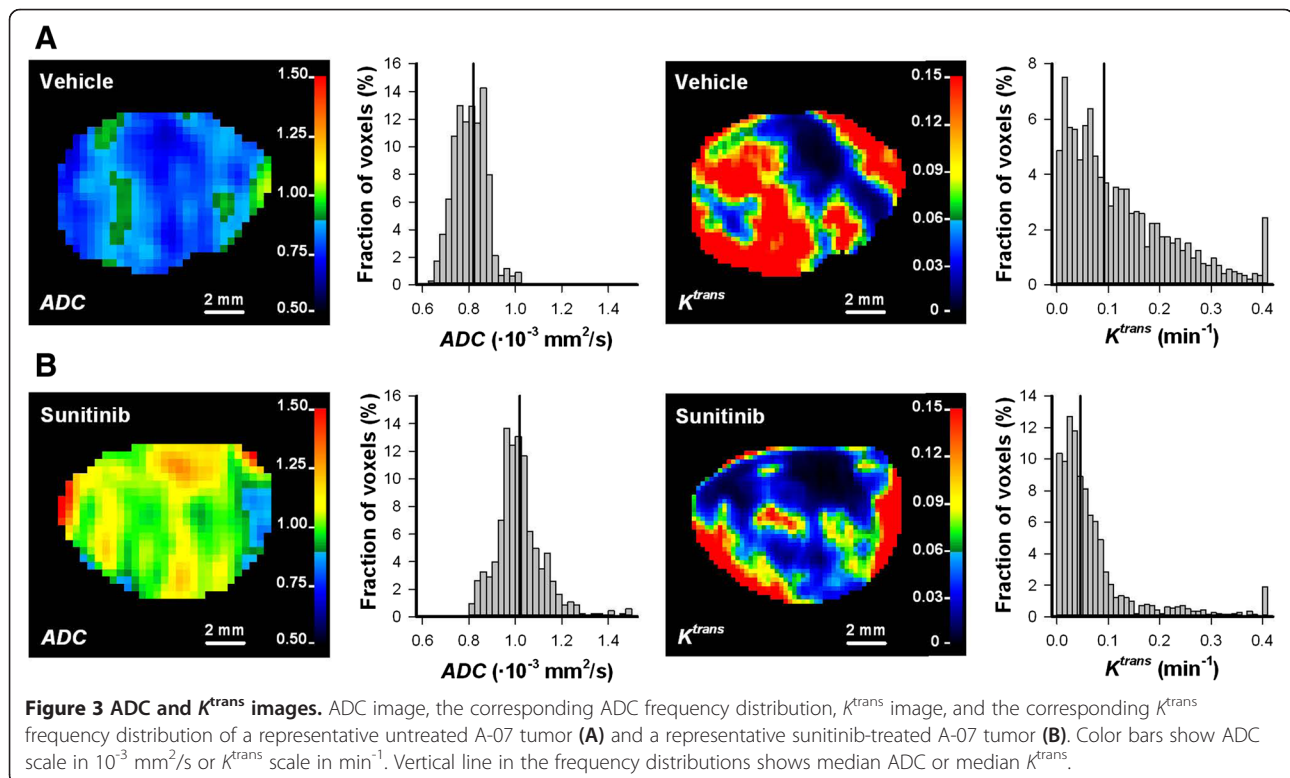 A
Vehicle
1.50
1.25
1.00
0.75
0.50
ADC
2 mm
Fraction of voxels (%)
16
14
12
10
8
6
4
2
0
0.6 0.8 1.0 1.2 1.4
ADC (·10⁻³ mm²/s)
Vehicle
0.15
0.12
0.09
0.06
0.03
0
Kᵗʳᵃⁿˢ
2 mm
Fraction of voxels (%)
8
6
4
2
0
0.0 0.1 0.2 0.3 0.4
Kᵗʳᵃⁿˢ (min⁻¹)
B
Sunitinib
1.50
1.25
1.00
0.75
0.50
ADC
2 mm
Fraction of voxels (%)
16
14
12
10
8
6
4
2
0
0.6 0.8 1.0 1.2 1.4
ADC (·10⁻³ mm²/s)
Sunitinib
0.15
0.12
0.09
0.06
0.03
0
Kᵗʳᵃⁿˢ
2 mm
Fraction of voxels (%)
14
12
10
8
6
4
2
0
0.0 0.1 0.2 0.3 0.4
Kᵗʳᵃⁿˢ (min⁻¹)
Figure 3 ADC and Kᵗʳᵃⁿˢ images. ADC image, the corresponding ADC frequency distribution, Kᵗʳᵃⁿˢ image, and the corresponding Kᵗʳᵃⁿˢ
frequency distribution of a representative untreated A-07 tumor (A) and a representative sunitinib-treated A-07 tumor (B). Color bars show ADC
scale in 10⁻³ mm²/s or Kᵗʳᵃⁿˢ scale in min⁻¹. Vertical line in the frequency distributions shows median ADC or median Kᵗʳᵃⁿˢ.